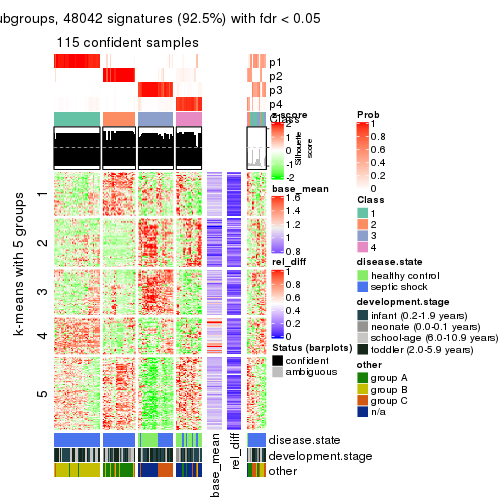 ubgroups, 48042 signatures (92.5%) with fdr < 0.05
115 confident samples
p1
p2
p3
p4
Class
Silhouette
score
k-means with 5 groups
1
2
3
4
5
base_mean
rel_diff
disease.state
development.stage
other
z-score
2
1
0
-1
-2
base_mean
1.6
1.4
1.2
1
0.8
rel_diff
1
0.8
0.6
0.4
0.2
0
Status (barplots)
confident
ambiguous
Prob
1
0.8
0.6
0.4
0.2
0
Class
1
2
3
4
disease.state
healthy control
septic shock
development.stage
infant (0.2-1.9 years)
neonate (0.0-0.1 years)
school-age (6.0-10.9 years)
toddler (2.0-5.9 years)
other
group A
group B
group C
n/a